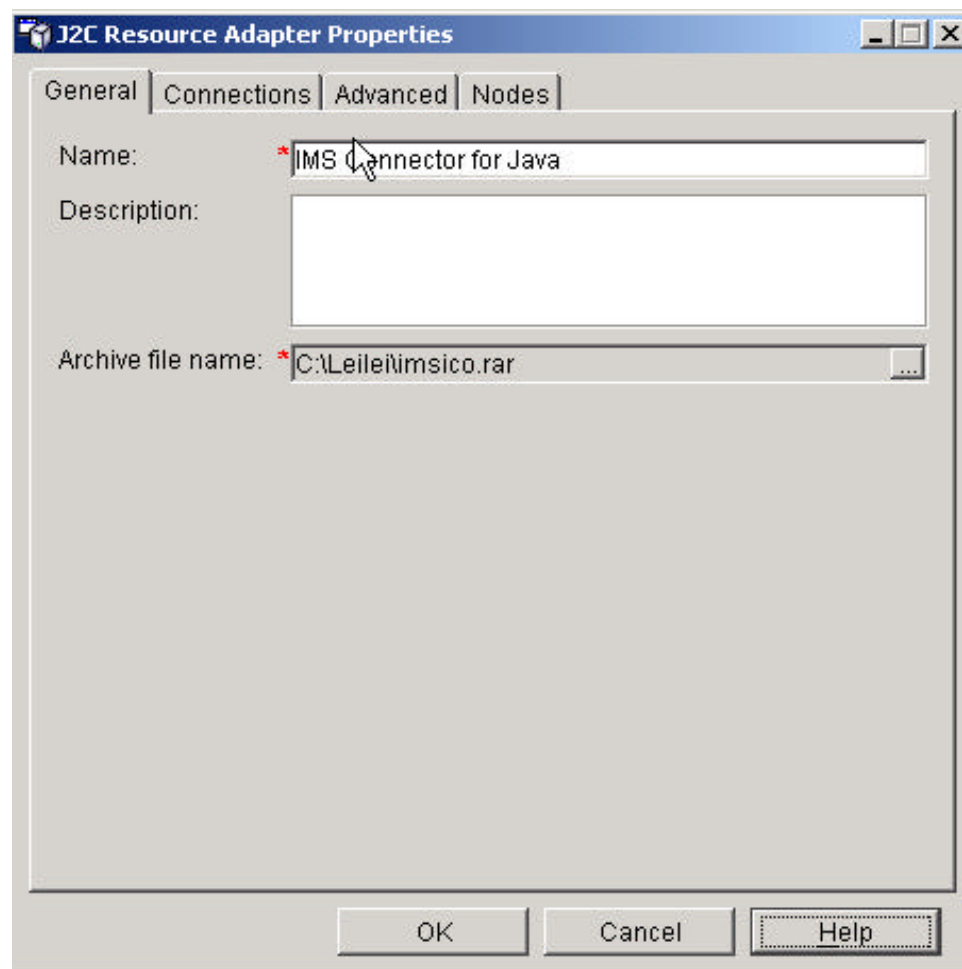 J2C Resource Adapter Properties
General Connections Advanced Nodes
Name: *IMS Connector for Java
Description:
Archive file name: *C:\Leilei\imsico.rar ...
OK Cancel Help